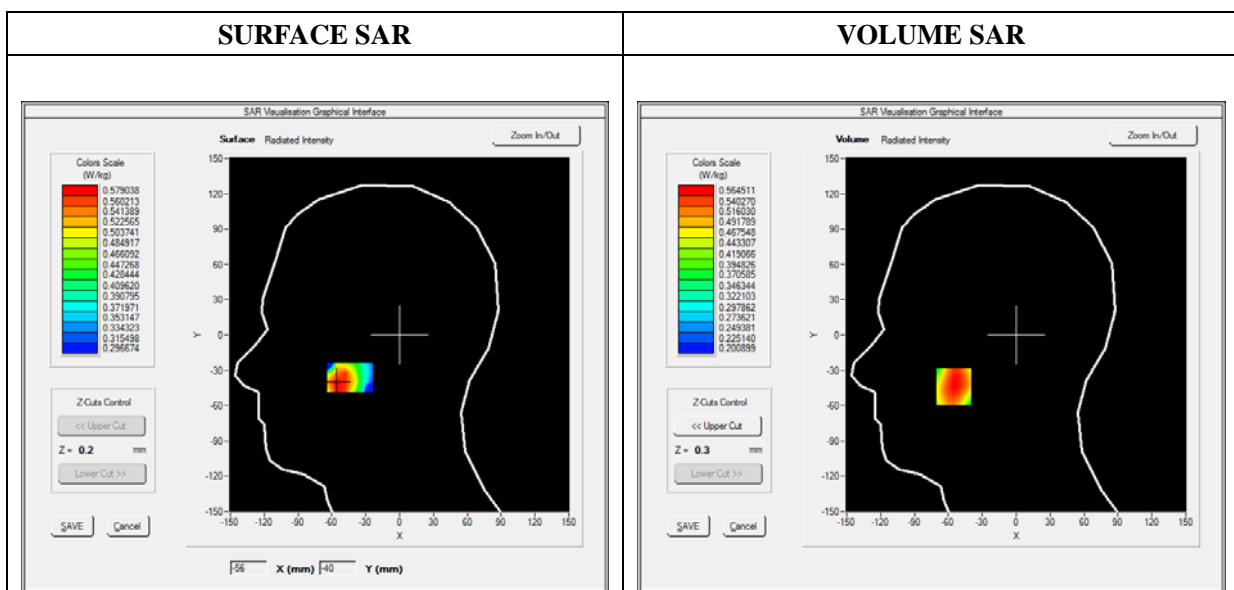 SURFACE SAR
VOLUME SAR
SAR Visualisation Graphical Interface
Surface Radiated Intensity
Zoom In/Out
Colors Scale
(W/kg)
0.579038
0.560213
0.541389
0.522565
0.503741
0.484917
0.466092
0.447268
0.428444
0.409620
0.390795
0.371971
0.353147
0.334323
0.315498
0.296674
Z-Cuts Control
<< Upper Cut
Z = 0.2 mm
Lower Cut >>
SAVE Cancel
150
120
90
60
30
0
-30
-60
-90
-120
-150
Y
-150 -120 -90 -60 -30 0 30 60 90 120 150
X
-56 X (mm) -40 Y (mm)
SAR Visualisation Graphical Interface
Volume Radiated Intensity
Zoom In/Out
Colors Scale
(W/kg)
0.564511
0.540270
0.516030
0.491789
0.467548
0.443307
0.419066
0.394826
0.370585
0.346344
0.322103
0.297862
0.273621
0.249381
0.225140
0.200899
Z-Cuts Control
<< Upper Cut
Z = 0.3 mm
Lower Cut >>
SAVE Cancel
150
120
90
60
30
0
-30
-60
-90
-120
-150
Y
-150 -120 -90 -60 -30 0 30 60 90 120 150
X